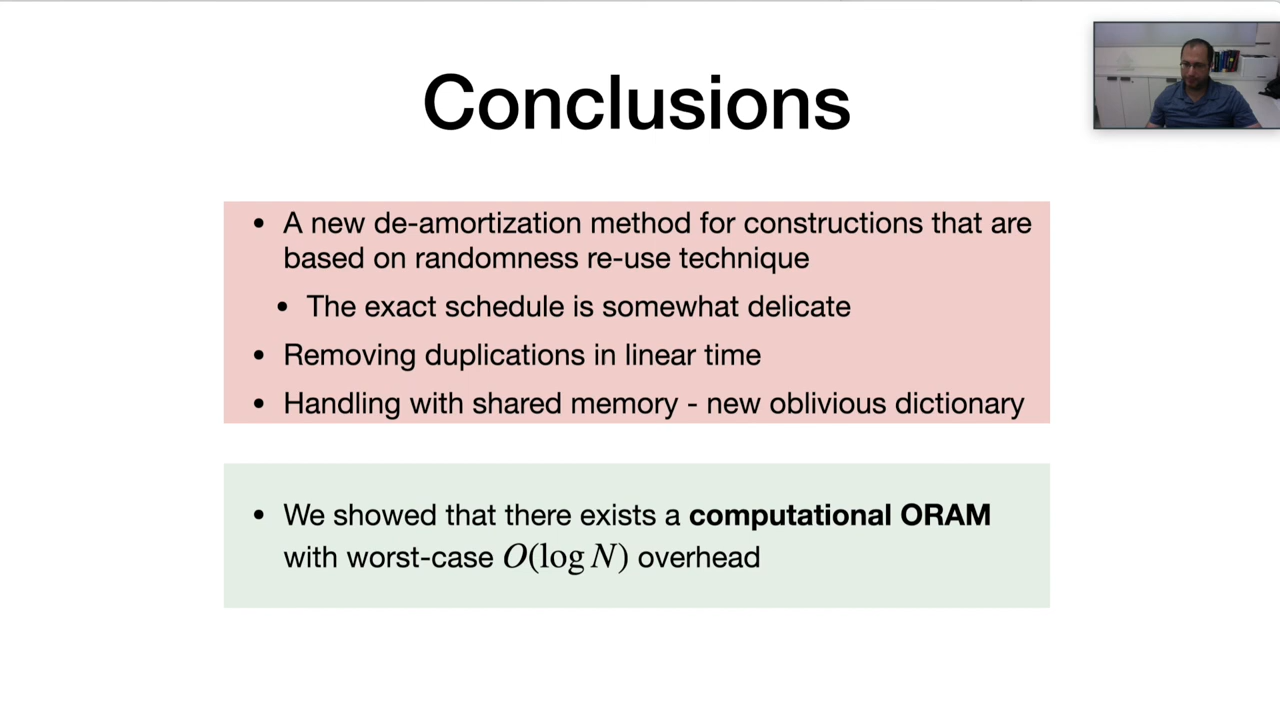 Conclusions
• A new de-amortization method for constructions that are
based on randomness re-use technique
• The exact schedule is somewhat delicate
• Removing duplications in linear time
• Handling with shared memory - new oblivious dictionary
• We showed that there exists a computational ORAM
with worst-case O(log N) overhead